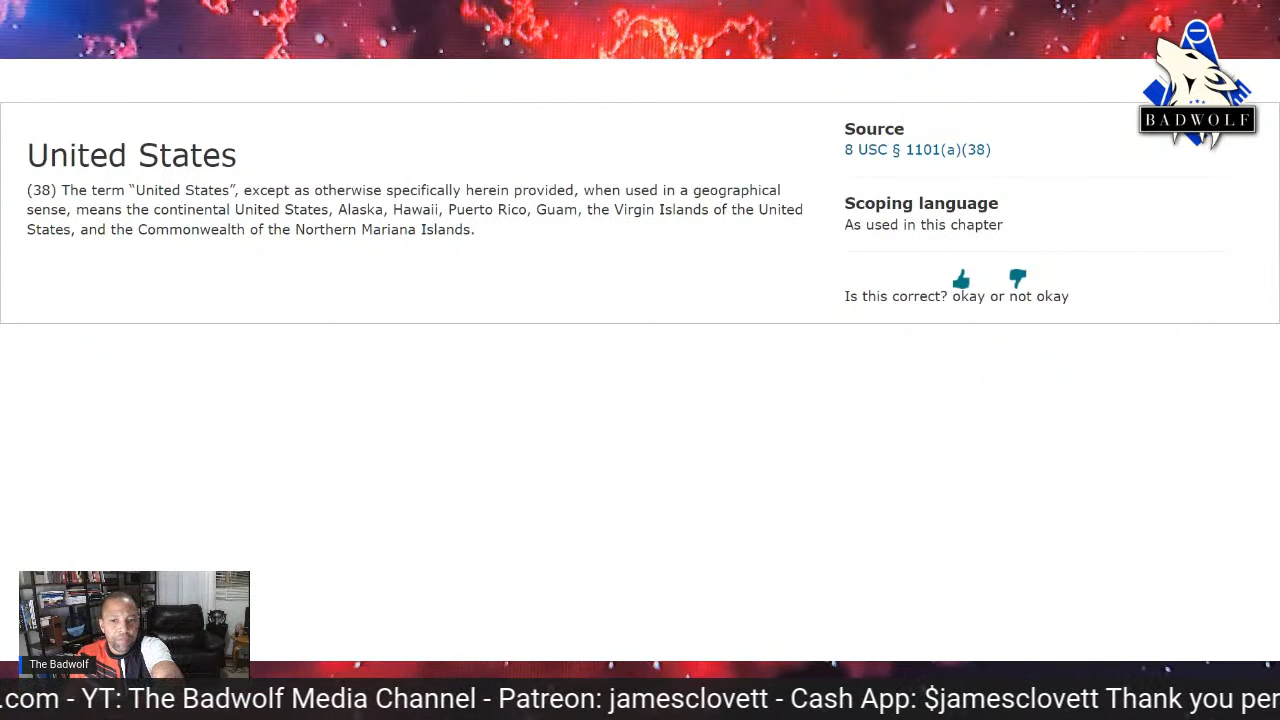 BADWOLF
United States
(38) The term “United States”, except as otherwise specifically herein provided, when used in a geographical
sense, means the continental United States, Alaska, Hawaii, Puerto Rico, Guam, the Virgin Islands of the United
States, and the Commonwealth of the Northern Mariana Islands.
Source
8 USC § 1101(a)(38)
Scoping language
As used in this chapter
Is this correct? okay or not okay
The Badwolf
.com - YT: The Badwolf Media Channel - Patreon: jamesclovett - Cash App: $jamesclovett Thank you per